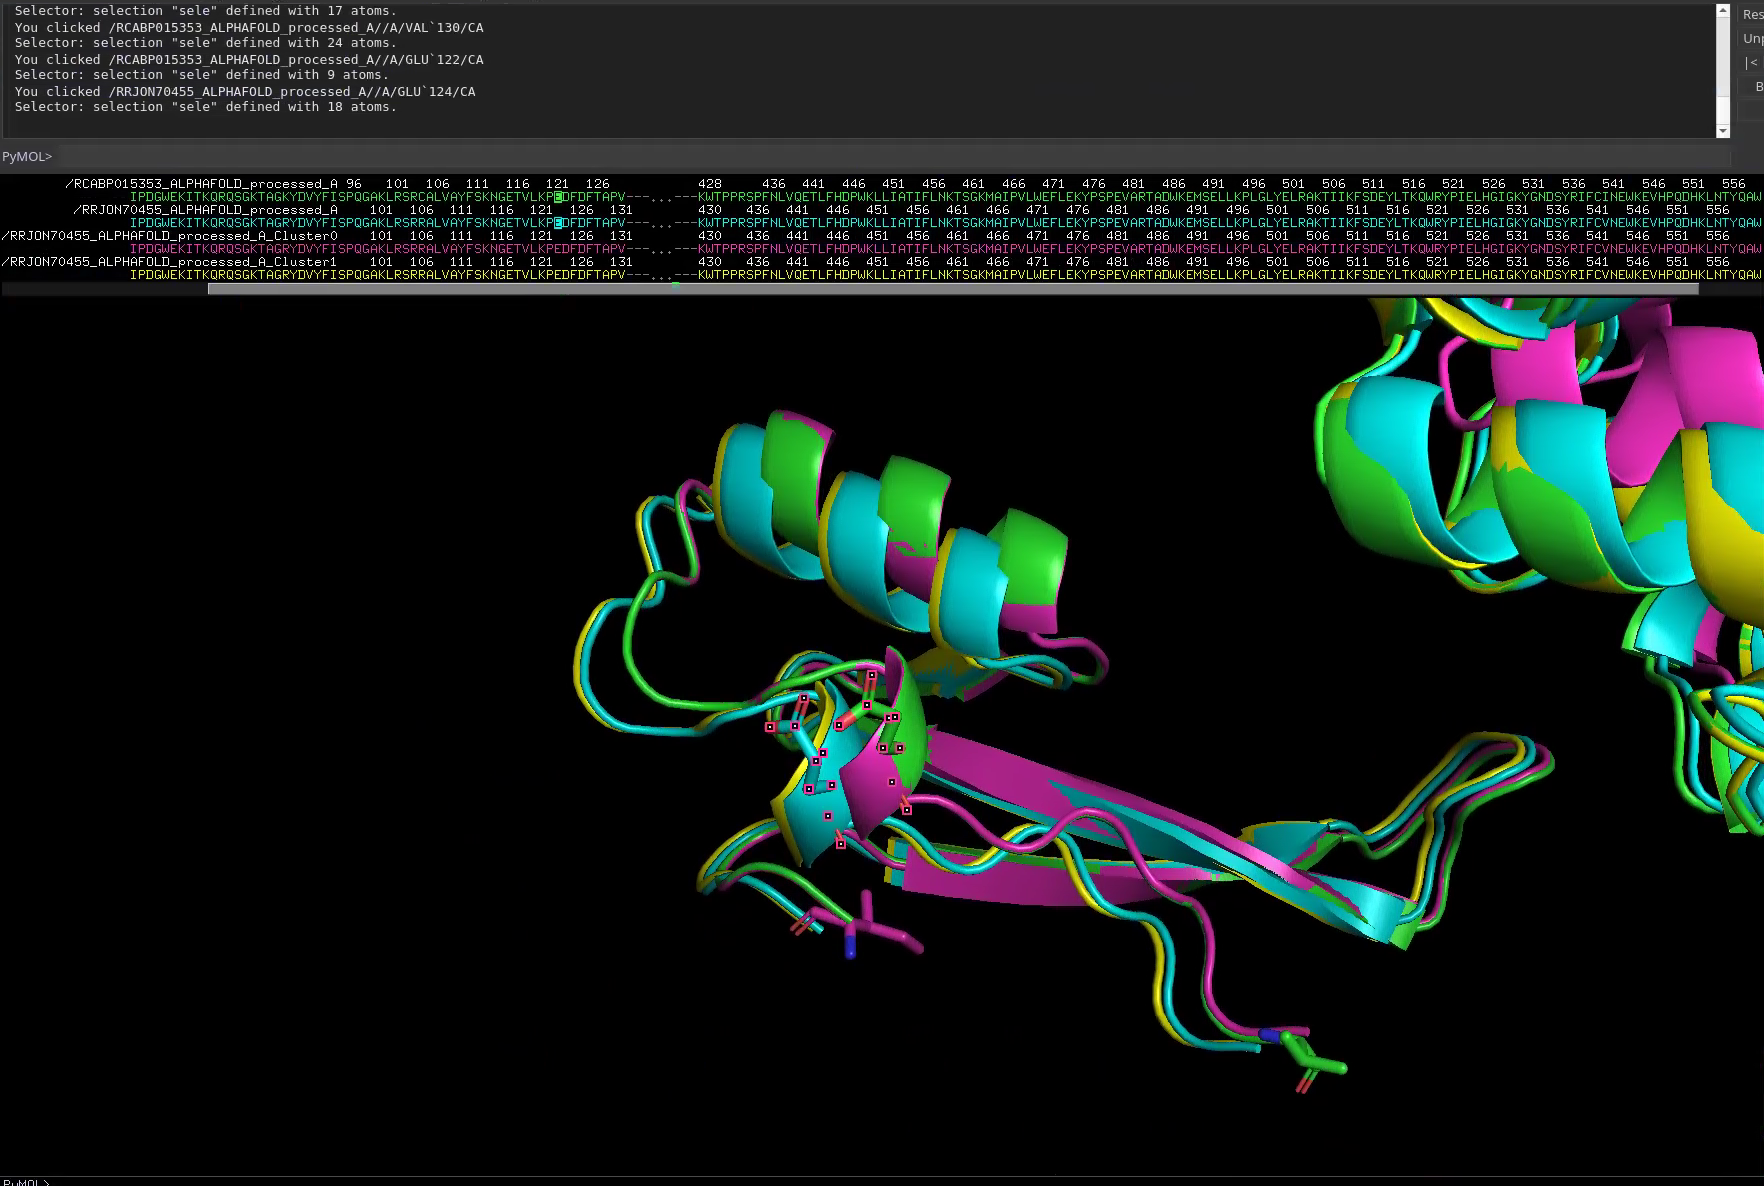 Selector: selection "sele" defined with 17 atoms.
You clicked /RCABP015353_ALPHAFOLD_processed_A//A/VAL`130/CA
Selector: selection "sele" defined with 24 atoms.
You clicked /RCABP015353_ALPHAFOLD_processed_A//A/GLU`122/CA
Selector: selection "sele" defined with 9 atoms.
You clicked /RRJON70455_ALPHAFOLD_processed_A//A/GLU`124/CA
Selector: selection "sele" defined with 18 atoms.
Res
Unp
|<
B
PyMOL>
/RCABP015353_ALPHAFOLD_processed_A 96 101 106 111 116 121 126 428 436 441 446 451 456 461 466 471 476 481 486 491 496 501 506 511 516 521 526 531 536 541 546 551 556
IPDGWEKITKQRQSGKTAGKYDVYFISPQGAKLRSRCALVAYFSKNGETVLKPEDFDFTAPV---...---KWTPPRSPFNLVQETLFHDPWKLLIATIFLNKTSGKMAIPVLWEFLEKYPSPEVARTADWKEMSELLKPLGLYELRAKTIIKFSDEYLTKQWRYPIELHGIGKYGNDSYRIFCINEWKEVHPQDHKLNTYQAW
/RRJON70455_ALPHAFOLD_processed_A 101 106 111 116 121 126 131 430 436 441 446 451 456 461 466 471 476 481 486 491 496 501 506 511 516 521 526 531 536 541 546 551 556
IPDGWEKITKQRQSGKTAGRYDVYFISPQGAKLRSRRALVAYFSKNGETVLKPEDFDFTAPV---...---KWTPPRSPFNLVQETLFHDPWKLLIATIFLNKTSGKMAIPVLWEFLEKYPSPEVARTADWKEMSELLKPLGLYELRAKTIIKFSDEYLTKQWRYPIELHGIGKYGNDSYRIFCVNEWKEVHPQDHKLNTYQAW
/RRJON70455_ALPHAFOLD_processed_A_Cluster0 101 106 111 116 121 126 131 430 436 441 446 451 456 461 466 471 476 481 486 491 496 501 506 511 516 521 526 531 536 541 546 551 556
IPDGWEKITKQRQSGKTAGRYDVYFISPQGAKLRSRRALVAYFSKNGETVLKPEDFDFTAPV---...---KWTPPRSPFNLVQETLFHDPWKLLIATIFLNKTSGKMAIPVLWEFLEKYPSPEVARTADWKEMSELLKPLGLYELRAKTIIKFSDEYLTKQWRYPIELHGIGKYGNDSYRIFCVNEWKEVHPQDHKLNTYQAW
/RRJON70455_ALPHAFOLD_processed_A_Cluster1 101 106 111 116 121 126 131 430 436 441 446 451 456 461 466 471 476 481 486 491 496 501 506 511 516 521 526 531 536 541 546 551 556
IPDGWEKITKQRQSGKTAGRYDVYFISPQGAKLRSRRALVAYFSKNGETVLKPEDFDFTAPV---...---KWTPPRSPFNLVQETLFHDPWKLLIATIFLNKTSGKMAIPVLWEFLEKYPSPEVARTADWKEMSELLKPLGLYELRAKTIIKFSDEYLTKQWRYPIELHGIGKYGNDSYRIFCVNEWKEVHPQDHKLNTYQAW
PyMOL>